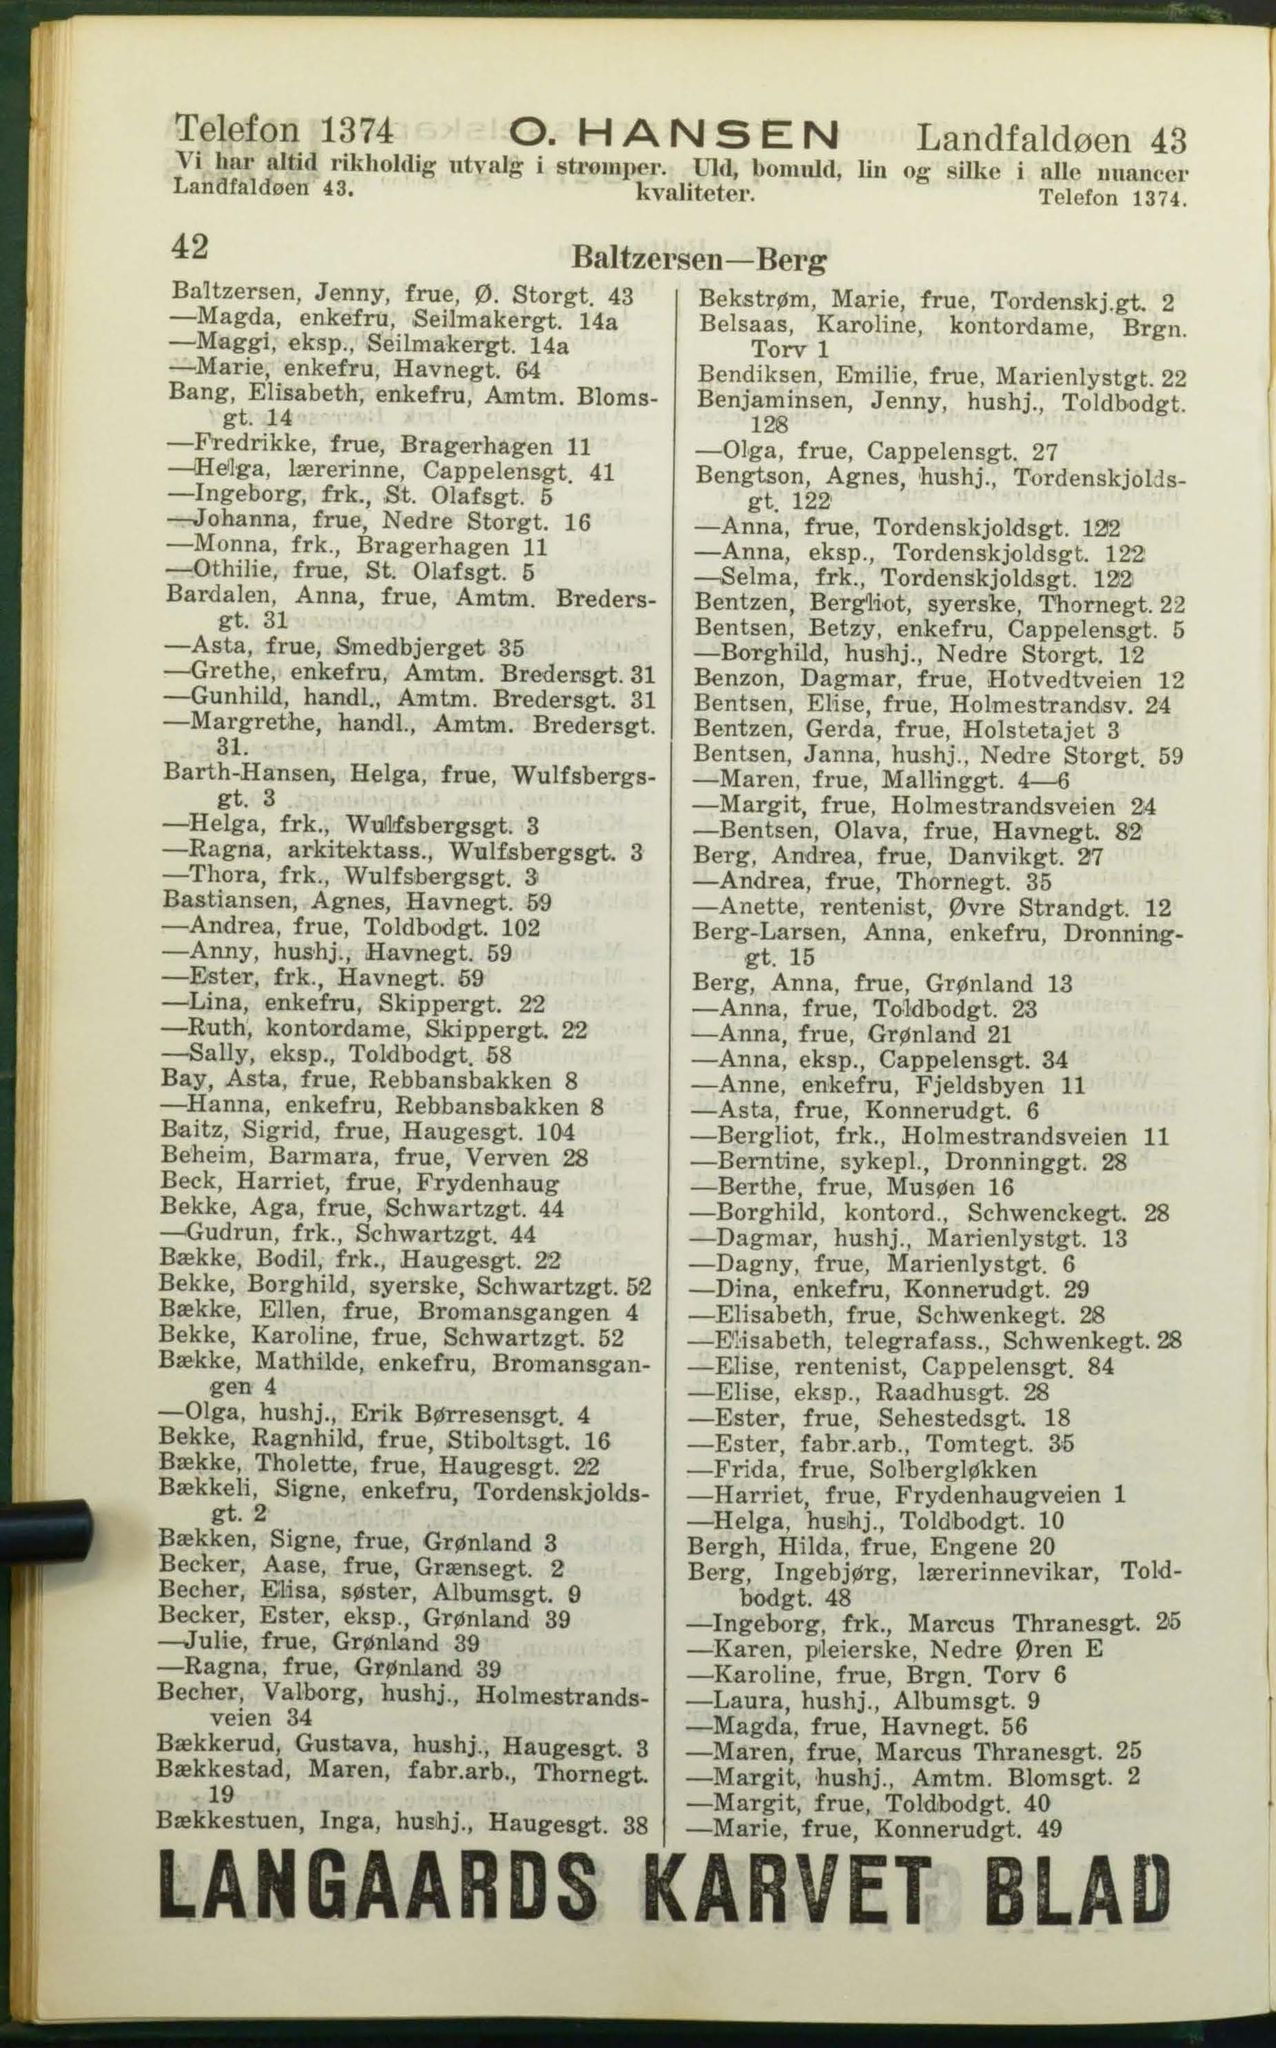 Telefon 1374 O. HANSEN Landfaldøen 43
Vi har altid rikholdig utvalg i strømper. Uld, bomuld, lin og silke i alle nuancer
Landfaldøen 43. kvaliteter. Telefon 1374.
42 Baltzersen—Berg
Baltzersen, Jenny, frue, Ø. Storgt. 43
—Magda, enkefru, Seilmakergt. 14a
—Maggi, eksp., Seilmakergt. 14a
—Marie, enkefru, Havnegt. 64
Bang, Elisabeth, enkefru, Amtm. Bloms-
gt. 14
—Fredrikke, frue, Bragerhagen 11
—Helga, lærerinne, Cappelensgt. 41
—Ingeborg, frk., St. Olafsgt. 5
—Johanna, frue, Nedre Storgt. 16
—Monna, frk., Bragerhagen 11
—Othilie, frue, St. Olafsgt. 5
Bardalen, Anna, frue, Amtm. Breders-
gt. 31
—Asta, frue, Smedbjerget 35
—Grethe, enkefru, Amtm. Bredersgt. 31
—Gunhild, handl., Amtm. Bredersgt. 31
—Margrethe, handl., Amtm. Bredersgt.
31.
Barth-Hansen, Helga, frue, Wulfsbergs-
gt. 3
—Helga, frk., Wulfsbergsgt. 3
—Ragna, arkitektass., Wulfsbergsgt. 3
—Thora, frk., Wulfsbergsgt. 3
Bastiansen, Agnes, Havnegt. 59
—Andrea, frue, Toldbodgt. 102
—Anny, hushj., Havnegt. 59
—Ester, frk., Havnegt. 59
—Lina, enkefru, Skippergt. 22
—Ruth, kontordame, Skippergt. 22
—Sally, eksp., Toldbodgt. 58
Bay, Asta, frue, Rebbansbakken 8
—Hanna, enkefru, Rebbansbakken 8
Baitz, Sigrid, frue, Haugesgt. 104
Beheim, Barmara, frue, Verven 28
Beck, Harriet, frue, Frydenhaug
Bekke, Aga, frue, Schwartzgt. 44
—Gudrun, frk., Schwartzgt. 44
Bække, Bodil, frk., Haugesgt. 22
Bekke, Borghild, syerske, Schwartzgt. 52
Bække, Ellen, frue, Bromansgangen 4
Bekke, Karoline, frue, Schwartzgt. 52
Bække, Mathilde, enkefru, Bromansgan-
gen 4
—Olga, hushj., Erik Børresensgt. 4
Bekke, Ragnhild, frue, Stiboltsgt. 16
Bække, Tholette, frue, Haugesgt. 22
Bækkeli, Signe, enkefru, Tordenskjolds-
gt. 2
Bækken, Signe, frue, Grønland 3
Becker, Aase, frue, Grænsegt. 2
Becher, Elisa, søster, Albumsgt. 9
Becker, Ester, eksp., Grønland 39
—Julie, frue, Grønland 39
—Ragna, frue, Grønland 39
Becher, Valborg, hushj., Holmestrands-
veien 34
Bækkerud, Gustava, hushj., Haugesgt. 3
Bækkestad, Maren, fabr.arb., Thornegt.
19
Bækkestuen, Inga, hushj., Haugesgt. 38
Bekstrøm, Marie, frue, Tordenskj.gt. 2
Belsaas, Karoline, kontordame, Brgn.
Torv 1
Bendiksen, Emilie, frue, Marienlystgt. 22
Benjaminsen, Jenny, hushj., Toldbodgt.
128
—Olga, frue, Cappelensgt. 27
Bengtson, Agnes, hushj., Tordenskjolds-
gt. 122
—Anna, frue, Tordenskjoldsgt. 122
—Anna, eksp., Tordenskjoldsgt. 122
—Selma, frk., Tordenskjoldsgt. 122
Bentzen, Bergliot, syerske, Thornegt. 22
Bentsen, Betzy, enkefru, Cappelensgt. 5
—Borghild, hushj., Nedre Storgt. 12
Benzon, Dagmar, frue, Hotvedtveien 12
Bentsen, Elise, frue, Holmestrandsv. 24
Bentzen, Gerda, frue, Holstetajet 3
Bentsen, Janna, hushj., Nedre Storgt. 59
—Maren, frue, Mallinggt. 4—6
—Margit, frue, Holmestrandsveien 24
—Bentsen, Olava, frue, Havnegt. 82
Berg, Andrea, frue, Danvikgt. 27
—Andrea, frue, Thornegt. 35
—Anette, rentenist, Øvre Strandgt. 12
Berg-Larsen, Anna, enkefru, Dronning-
gt. 15
Berg, Anna, frue, Grønland 13
—Anna, frue, Toldbodgt. 23
—Anna, frue, Grønland 21
—Anna, eksp., Cappelensgt. 34
—Anne, enkefru, Fjeldsbyen 11
—Asta, frue, Konnerudgt. 6
—Bergliot, frk., Holmestrandsveien 11
—Berntine, sykepl., Dronninggt. 28
—Berthe, frue, Musøen 16
—Borghild, kontord., Schwenckegt. 28
—Dagmar, hushj., Marienlystgt. 13
—Dagny, frue, Marienlystgt. 6
—Dina, enkefru, Konnerudgt. 29
—Elisabeth, frue, Schwenkegt. 28
—Elisabeth, telegrafass., Schwenkegt. 28
—Elise, rentenist, Cappelensgt. 84
—Elise, eksp., Raadhusgt. 28
—Ester, frue, Sehestedsgt. 18
—Ester, fabr.arb., Tomtegt. 35
—Frida, frue, Solbergløkken
—Harriet, frue, Frydenhaugveien 1
—Helga, hushj., Toldbodgt. 10
Bergh, Hilda, frue, Engene 20
Berg, Ingebjørg, lærerinnevikar, Told-
bodgt. 48
—Ingeborg, frk., Marcus Thranesgt. 25
—Karen, pleierske, Nedre Øren E
—Karoline, frue, Brgn. Torv 6
—Laura, hushj., Albumsgt. 9
—Magda, frue, Havnegt. 56
—Maren, frue, Marcus Thranesgt. 25
—Margit, hushj., Amtm. Blomsgt. 2
—Margit, frue, Toldbodgt. 40
—Marie, frue, Konnerudgt. 49
LANGAARDS KARVET BLAD